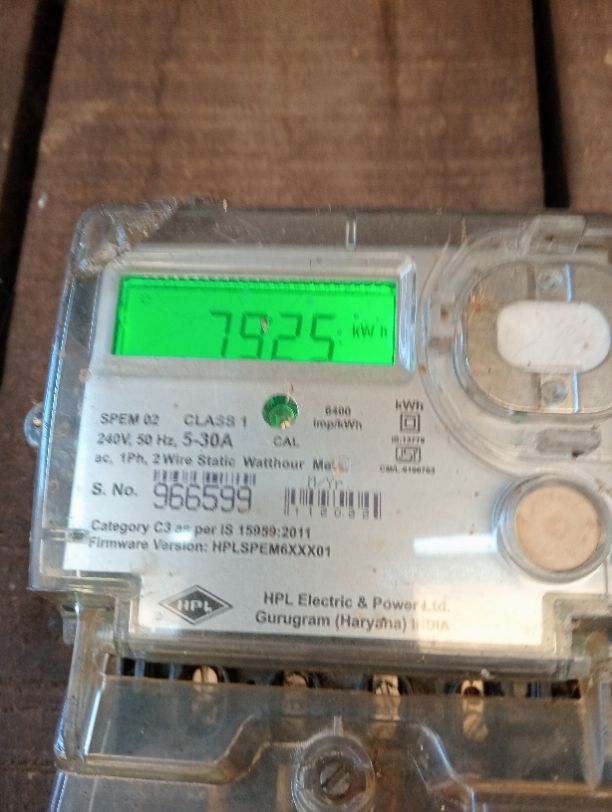 7925 kWh
SPEM 02 CLASS 1
6400 imp/kWh
kWh
240V, 50 Hz, 5-30A
CAL
ac, 1Ph, 2 Wire Static Watthour
M/Yr
S. No. 966599
Category C3 as per IS 15959:2011
Firmware Version: HPLSPEM6XXX01
HPL
HPL Electric & Power Ltd.
Gurugram (Haryana) INDIA